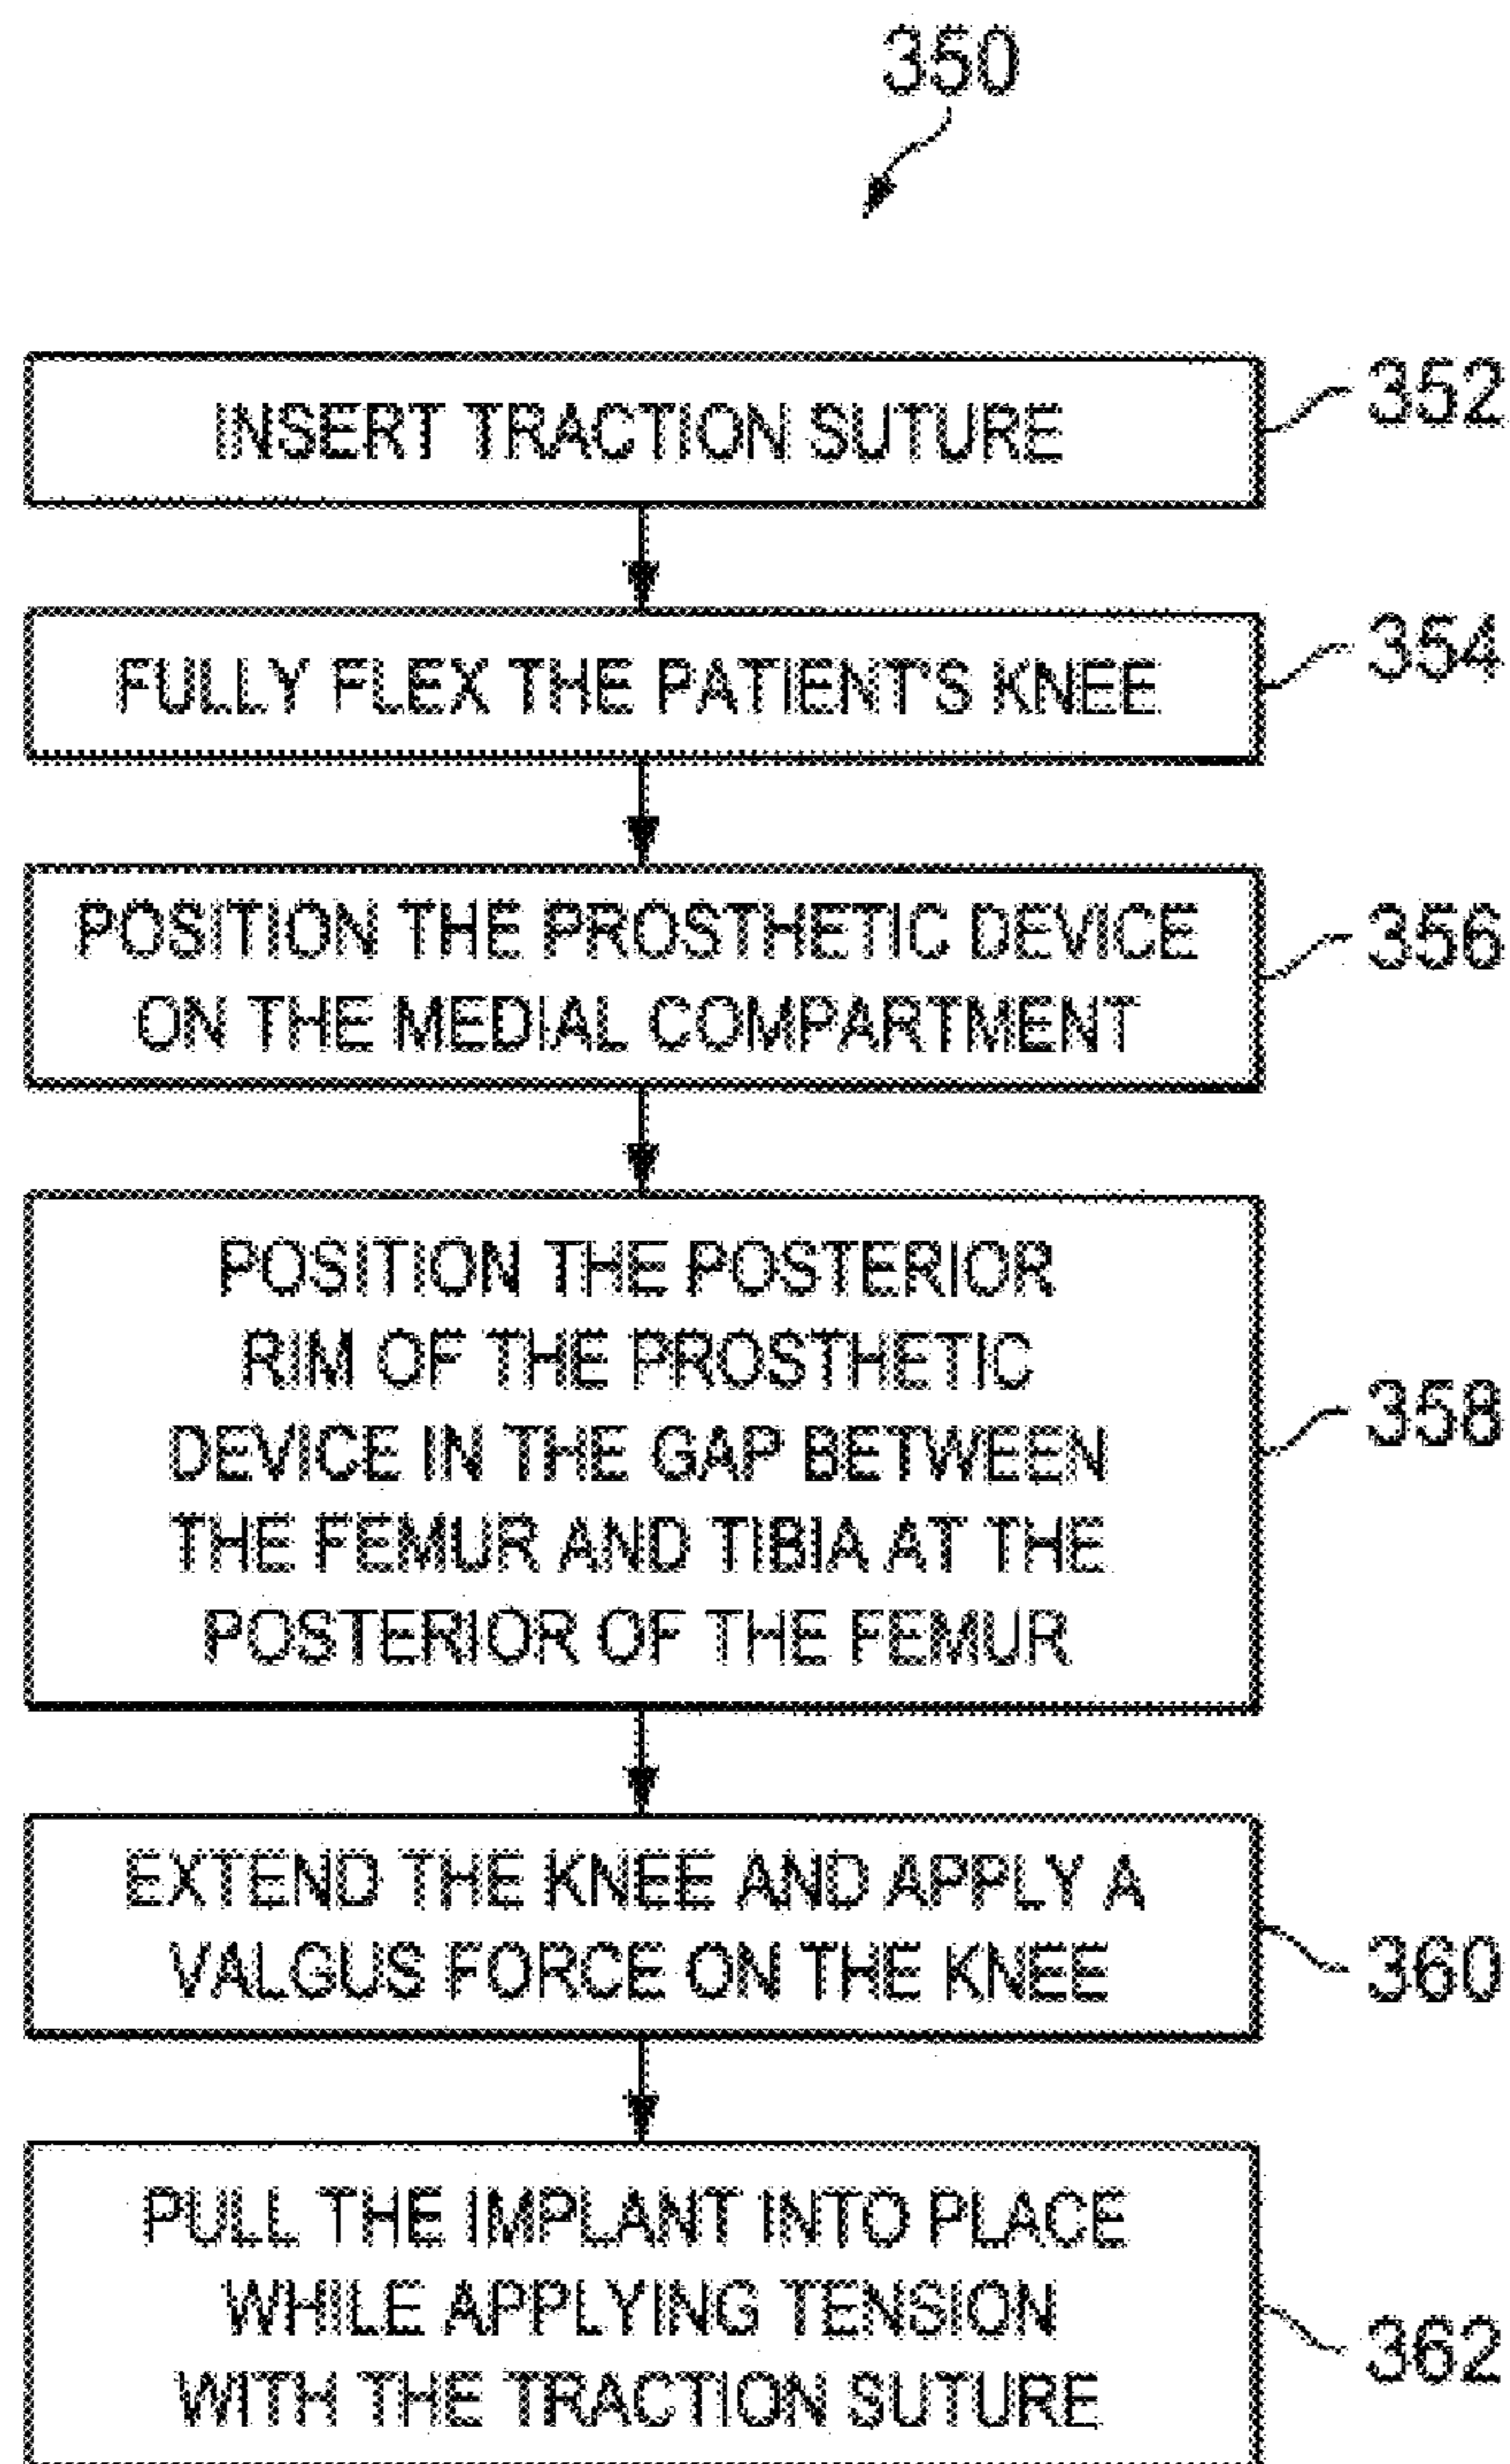 350
INSERT TRACTION SUTURE
352
FULLY FLEX THE PATIENT'S KNEE
354
POSITION THE PROSTHETIC DEVICE
ON THE MEDIAL COMPARTMENT
356
POSITION THE POSTERIOR
RIM OF THE PROSTHETIC
DEVICE IN THE GAP BETWEEN
THE FEMUR AND TIBIA AT THE
POSTERIOR OF THE FEMUR
358
EXTEND THE KNEE AND APPLY A
VALGUS FORCE ON THE KNEE
360
PULL THE IMPLANT INTO PLACE
WHILE APPLYING TENSION
WITH THE TRACTION SUTURE
362